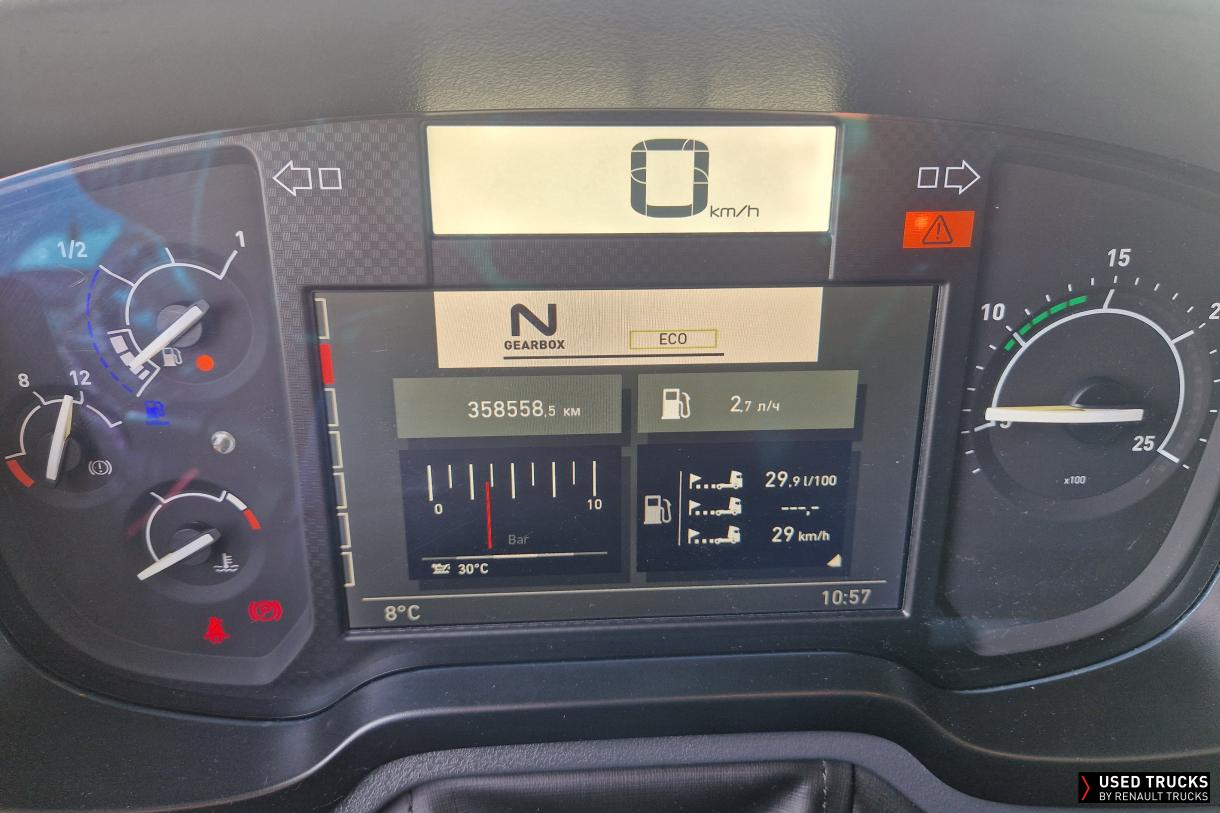 0 km/h
1/2
1
8
12
N
GEARBOX
ECO
358558,5 км
2,7 л/ч
0
10
Bar
30°C
29.9 l/100
---,-
29 km/h
8°C
10:57
10
15
25
x100
P
USED TRUCKS
BY RENAULT TRUCKS